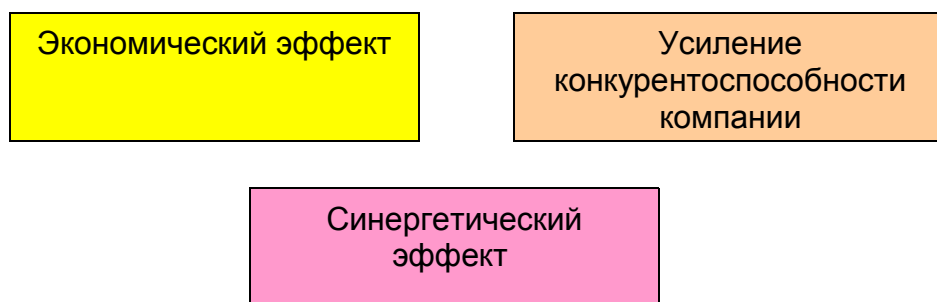 Экономический эффект
Усиление
конкурентоспособности
компании
Синергетический
эффект